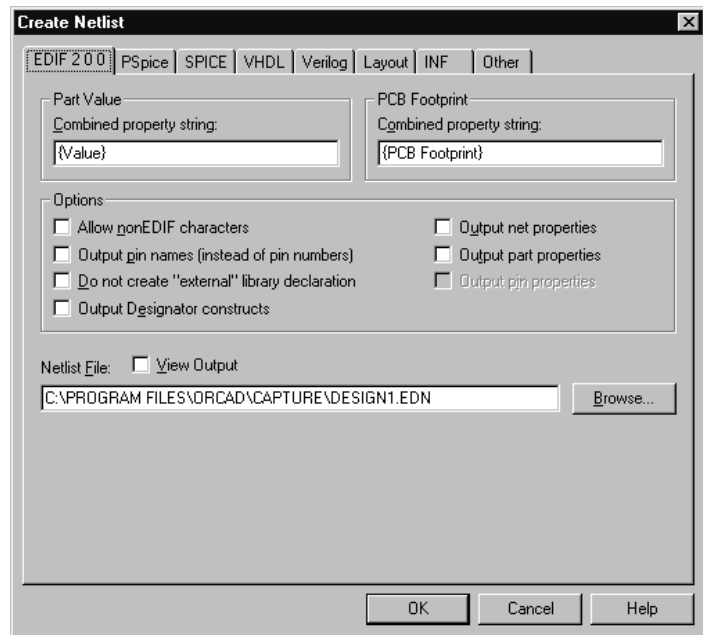 Create Netlist
EDIF 2 0 0 PSpice SPICE VHDL Verilog Layout INF Other
Part Value
Combined property string:
{Value}
PCB Footprint
Combined property string:
{PCB Footprint}
Options
Allow nonEDIF characters
Output pin names (instead of pin numbers)
Do not create "external" library declaration
Output Designator constructs
Output net properties
Output part properties
Output pin properties
Netlist File:
View Output
C:\PROGRAM FILES\ORCAD\CAPTURE\DESIGN1.EDN
Browse...
OK
Cancel
Help